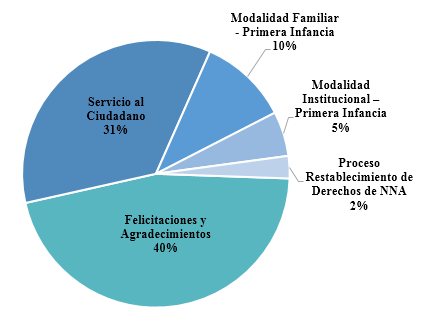 Modalidad Familiar
- Primera Infancia
10%
Modalidad
Institucional –
Primera Infancia
5%
Proceso
Restablecimiento de
Derechos de NNA
2%
Servicio al
Ciudadano
31%
Felicitaciones y
Agradecimientos
40%